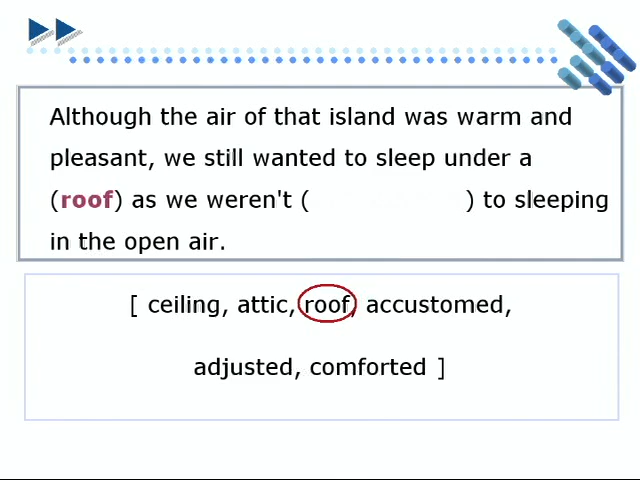 Although the air of that island was warm and
pleasant, we still wanted to sleep under a
(roof) as we weren't ( ) to sleeping
in the open air.
[ ceiling, attic, roof, accustomed,
adjusted, comforted ]